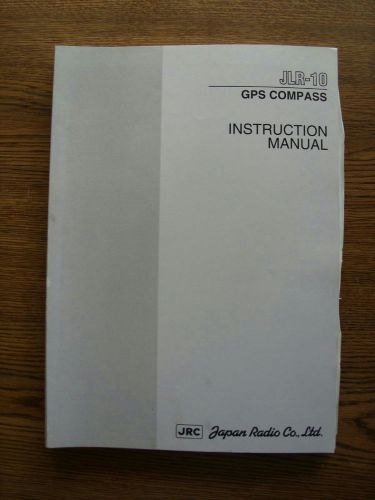 JLR-10
GPS COMPASS
INSTRUCTION
MANUAL
JRC Japan Radio Co., Ltd.